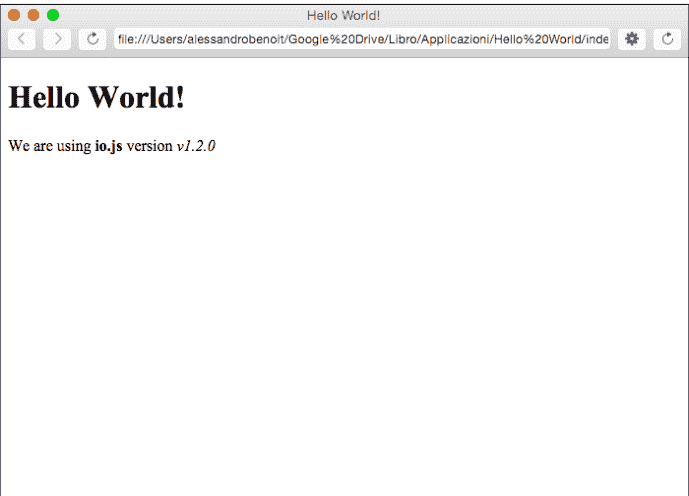 Hello World!
file:///Users/alessandrobenoit/Google%20Drive/Libro/Applicazioni/Hello%20World/inde
Hello World!
We are using io.js version v1.2.0